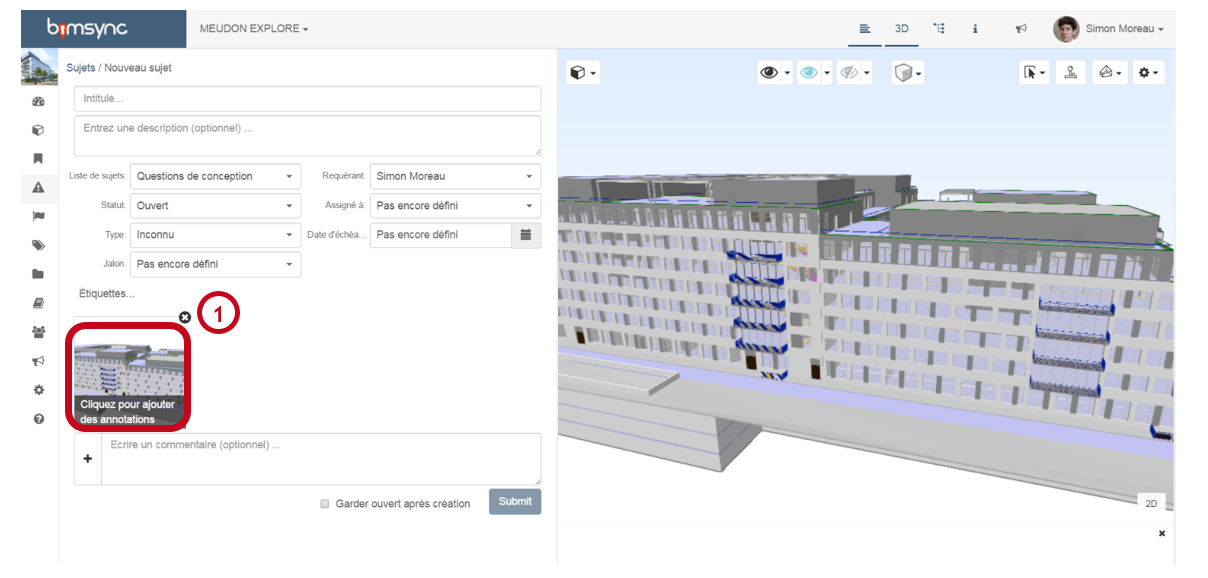 bimsync
MEUDON EXPLORE
3D
Simon Moreau
Sujets / Nouveau sujet
Intitulé...
Entrez une description (optionnel) ...
Liste de sujets: Questions de conception
Requérant: Simon Moreau
Statut: Ouvert
Assigné à: Pas encore défini
Type: Inconnu
Date d'échéa... Pas encore défini
Jalon: Pas encore défini
Étiquettes...
1
Cliquez pour ajouter
des annotations
Ecrire un commentaire (optionnel) ...
Garder ouvert après création
Submit
2D